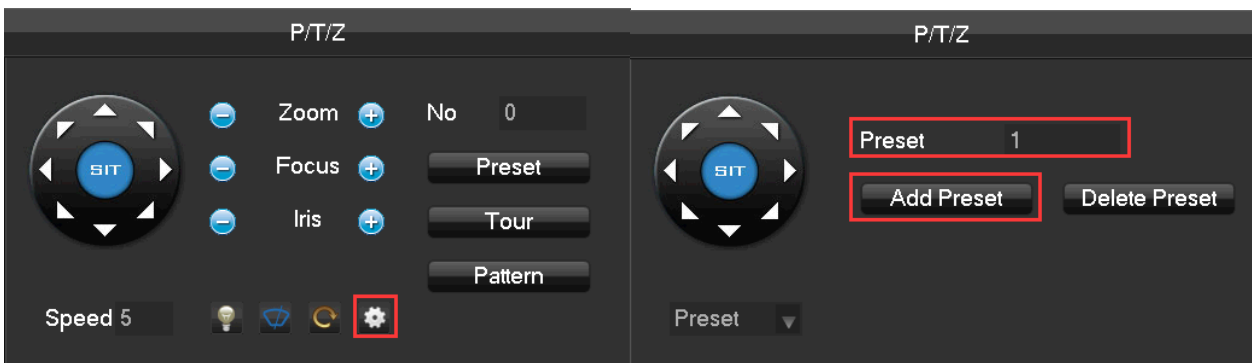 P/T/Z
Zoom
No 0
SIT
Focus
Preset
Iris
Tour
Pattern
Speed 5
P/T/Z
Preset 1
SIT
Add Preset
Delete Preset
Preset